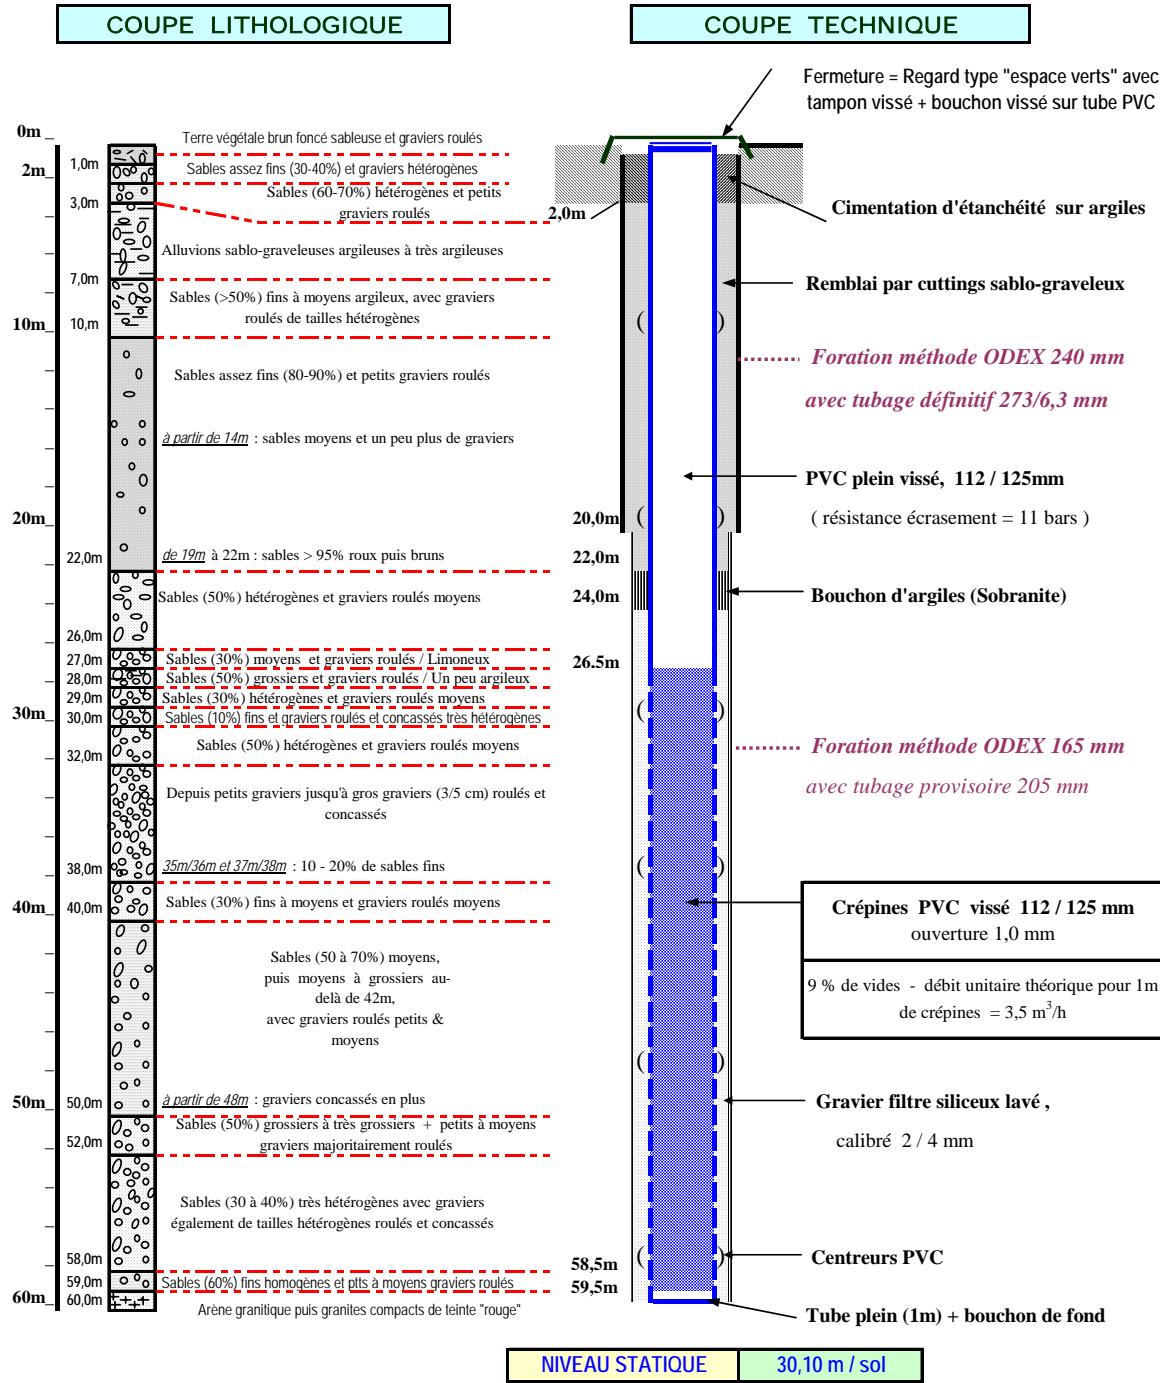 COUPE LITHOLOGIQUE
COUPE TECHNIQUE
Fermeture = Regard type "espace verts" avec
tampon vissé + bouchon vissé sur tube PVC
0m
Terre végétale brun foncé sableuse et graviers roulés
1,0m
2m
Sables assez fins (30-40%) et graviers hétérogènes
Sables (60-70%) hétérogènes et petits
graviers roulés
3,0m
2,0m
Cimentation d'étanchéité sur argiles
Alluvions sablo-graveleuses argileuses à très argileuses
7,0m
Remblai par cuttings sablo-graveleux
Sables (>50%) fins à moyens argileux, avec graviers
roulés de tailles hétérogènes
10,m
10m
Foration méthode ODEX 240 mm
avec tubage définitif 273/6,3 mm
Sables assez fins (80-90%) et petits graviers roulés
à partir de 14m : sables moyens et un peu plus de graviers
PVC plein vissé, 112 / 125mm
( résistance écrasement = 11 bars )
20m
20,0m
de 19m à 22m : sables > 95% roux puis bruns
22,0m
22,0m
Sables (50%) hétérogènes et graviers roulés moyens
24,0m
Bouchon d'argiles (Sobranite)
26,0m
26.5m
27,0m
Sables (30%) moyens et graviers roulés / Limoneux
28,0m
Sables (50%) grossiers et graviers roulés / Un peu argileux
29,0m
Sables (30%) hétérogènes et graviers roulés moyens
30m
30,0m
Sables (10%) fins et graviers roulés et concassés très hétérogènes
Sables (50%) hétérogènes et graviers roulés moyens
32,0m
Foration méthode ODEX 165 mm
avec tubage provisoire 205 mm
Depuis petits graviers jusqu'à gros graviers (3/5 cm) roulés et
concassés
35m/36m et 37m/38m : 10 - 20% de sables fins
38,0m
Sables (30%) fins à moyens et graviers roulés moyens
40m
40,0m
Crépines PVC vissé 112 / 125 mm
ouverture 1,0 mm
9 % de vides - débit unitaire théorique pour 1m
de crépines = 3,5 m³/h
Sables (50 à 70%) moyens,
puis moyens à grossiers au-
delà de 42m,
avec graviers roulés petits &
moyens
à partir de 48m : graviers concassés en plus
50m
50,0m
Gravier filtre siliceux lavé ,
calibré 2 / 4 mm
Sables (50%) grossiers à très grossiers + petits à moyens
graviers majoritairement roulés
52,0m
Sables (30 à 40%) très hétérogènes avec graviers
également de tailles hétérogènes roulés et concassés
58,0m
58,5m
Centreurs PVC
59,0m
Sables (60%) fins homogènes et ptts à moyens graviers roulés
59,5m
60m
60,0m
Arène granitique puis granites compacts de teinte "rouge"
Tube plein (1m) + bouchon de fond
NIVEAU STATIQUE
30,10 m / sol